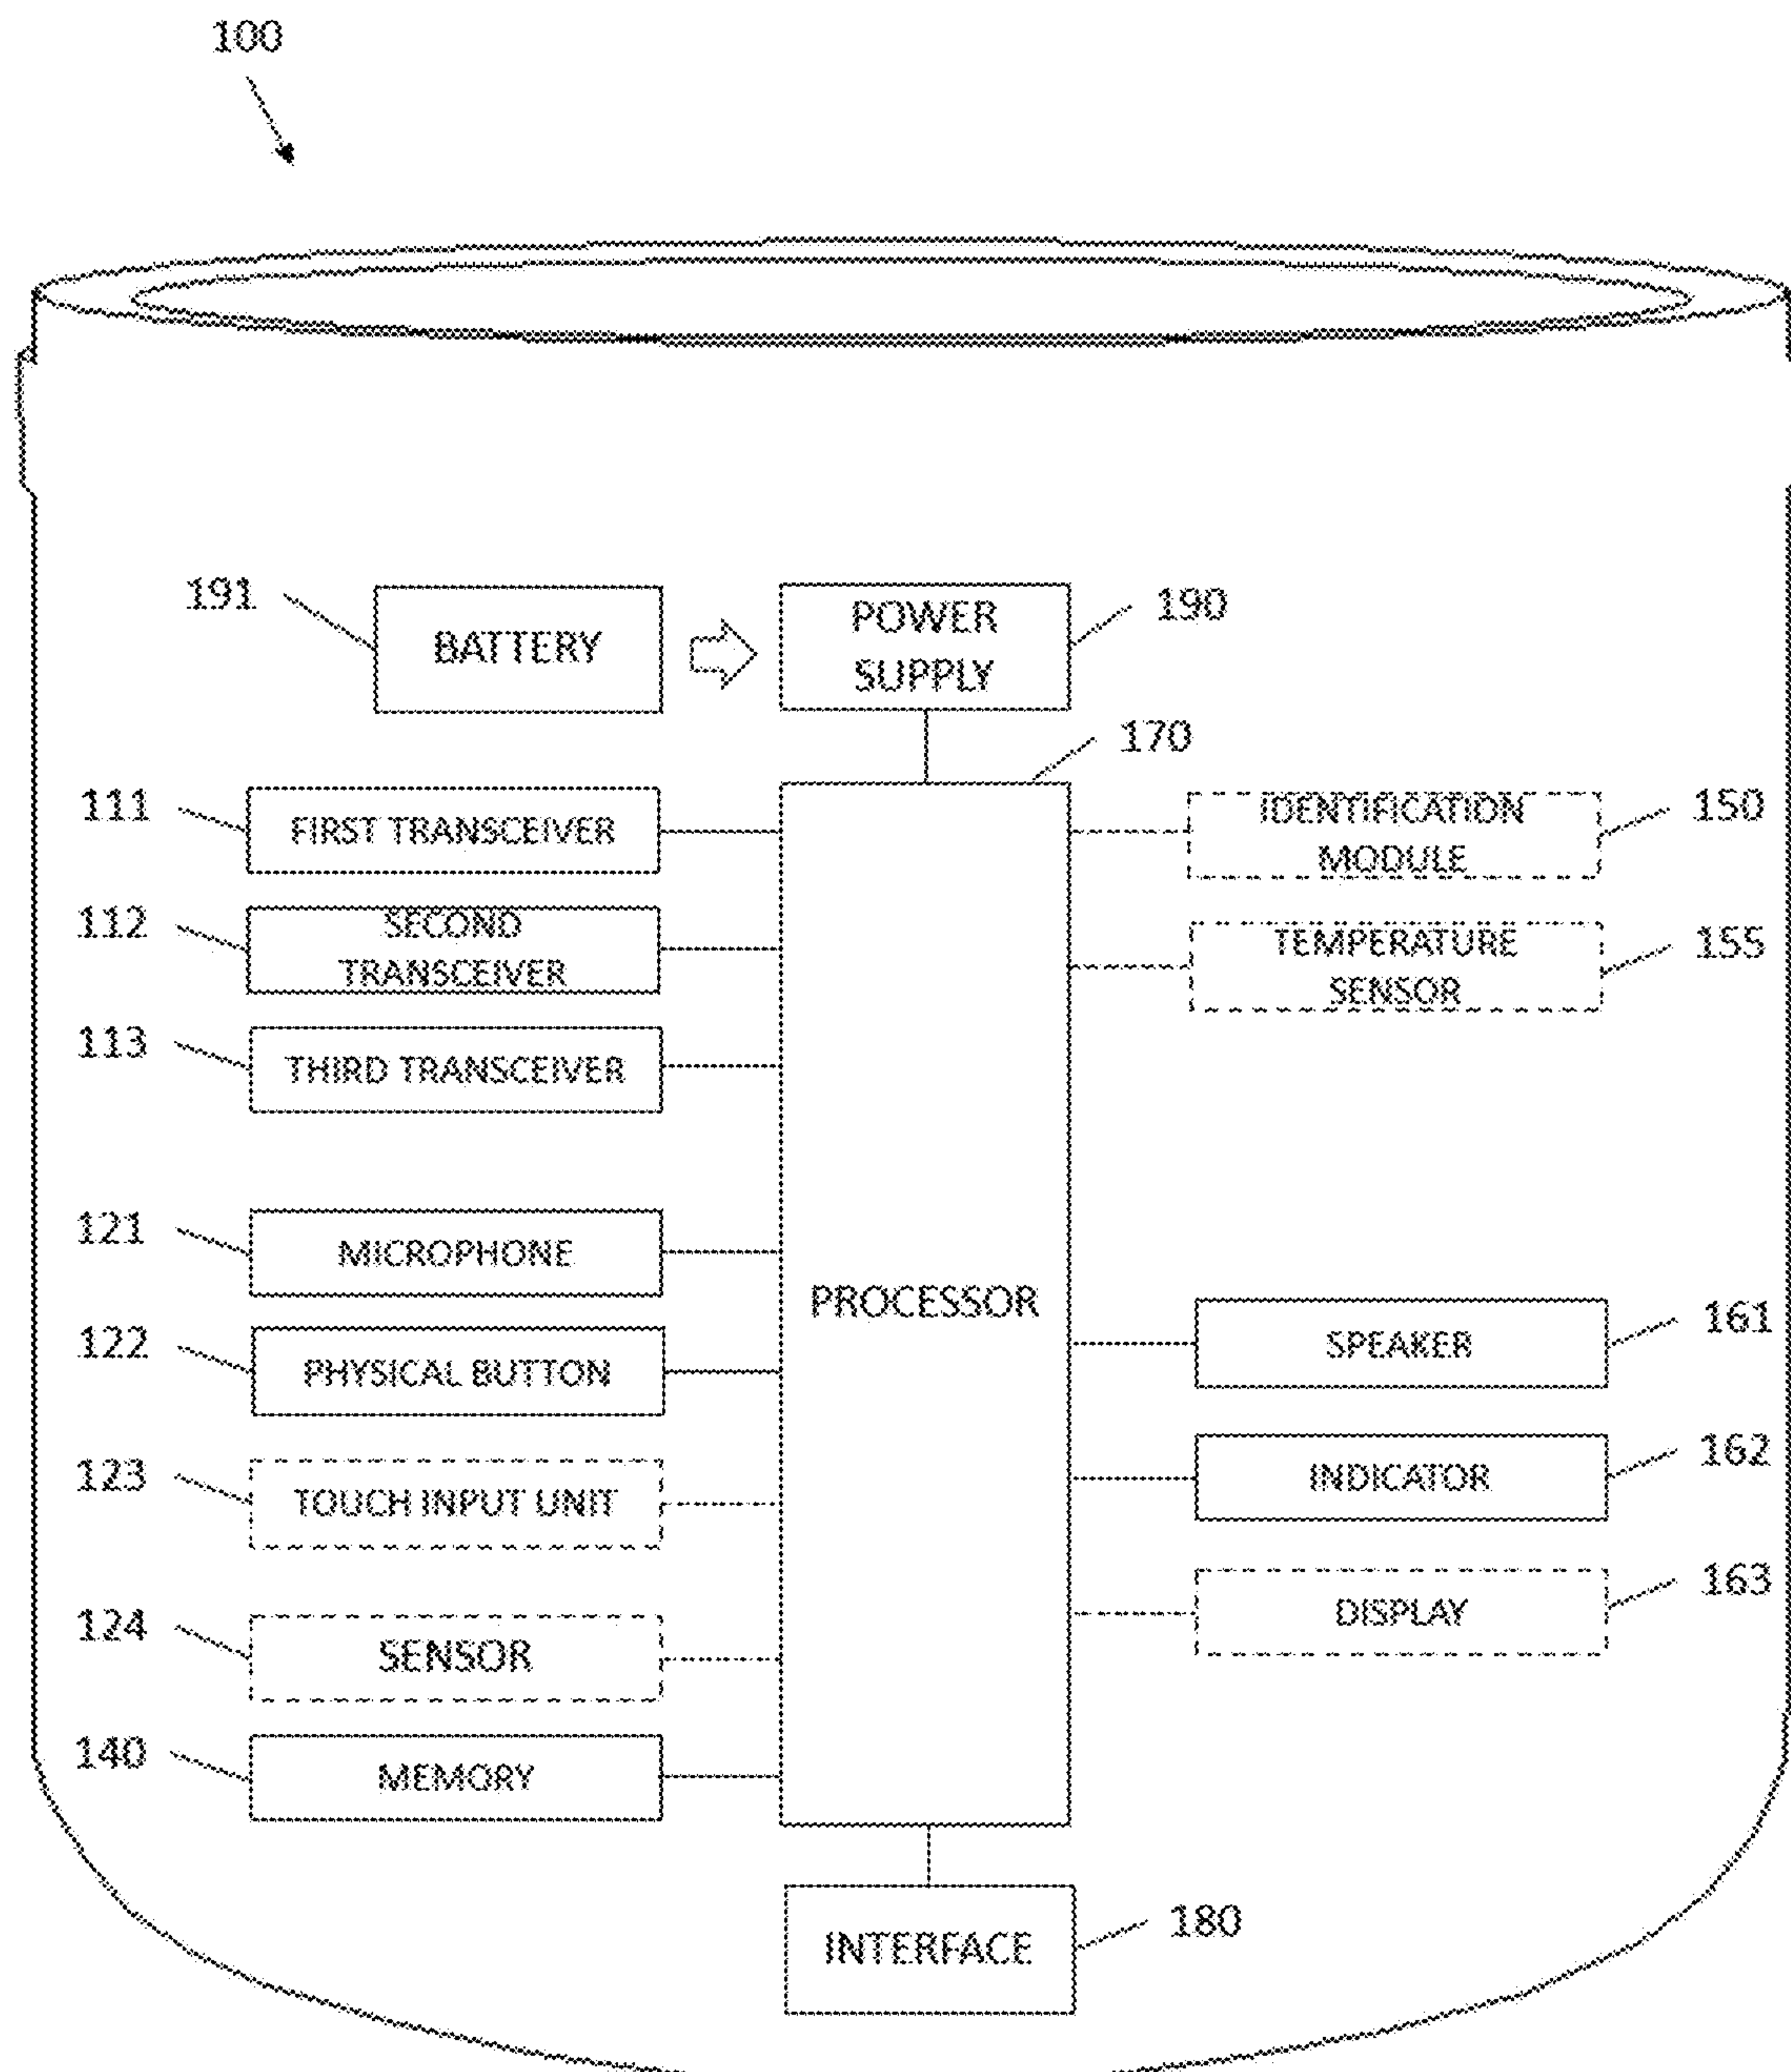 100
191
BATTERY
POWER
SUPPLY
190
170
111
FIRST TRANSCEIVER
IDENTIFICATION
MODULE
150
112
SECOND
TRANSCEIVER
TEMPERATURE
SENSOR
155
113
THIRD TRANSCEIVER
121
MICROPHONE
PROCESSOR
SPEAKER
161
122
PHYSICAL BUTTON
INDICATOR
162
123
TOUCH INPUT UNIT
DISPLAY
163
124
SENSOR
140
MEMORY
INTERFACE
180